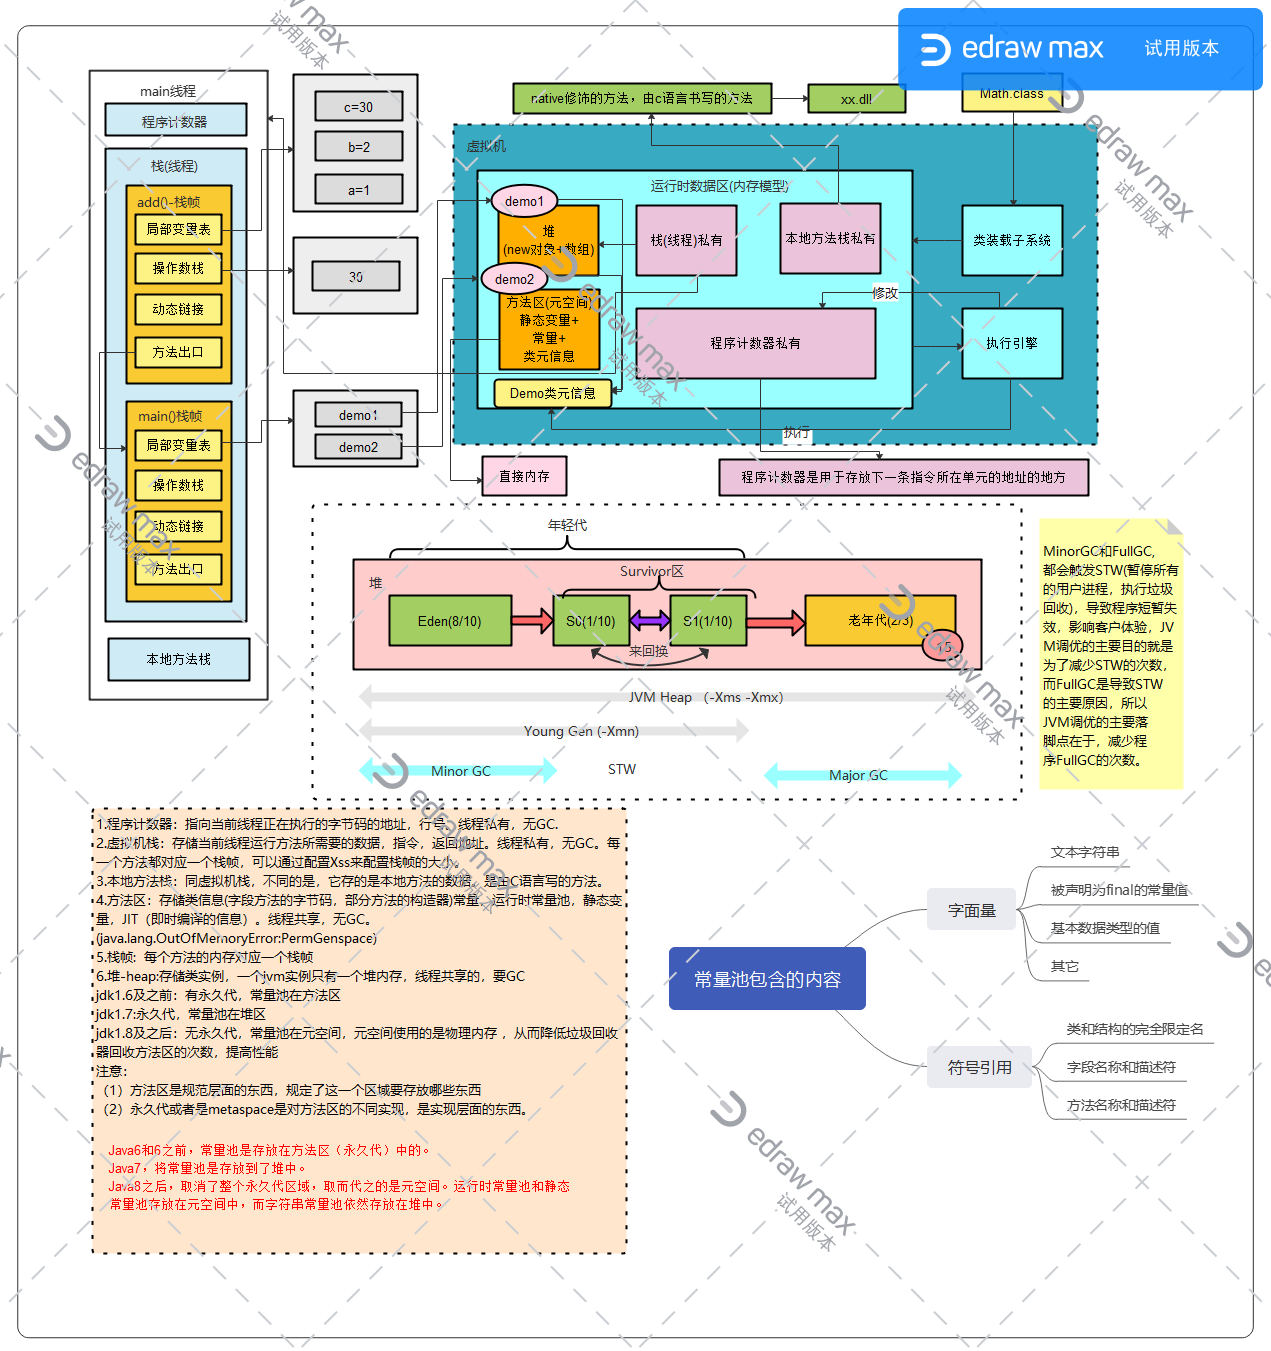 edraw max 试用版本
main线程
程序计数器
栈(线程)
add()-栈帧
局部变量表
操作数栈
动态链接
方法出口
main()栈帧
局部变量表
操作数栈
动态链接
方法出口
本地方法栈
c=30
b=2
a=1
30
demo1
demo2
native修饰的方法，由c语言书写的方法
xx.dll
Math.class
虚拟机
运行时数据区(内存模型)
demo1
堆
(new对象+数组)
demo2
方法区(元空间)
静态变量+
常量+
类元信息
Demo类元信息
栈(线程)私有
本地方法栈私有
程序计数器私有
类装载子系统
修改
执行引擎
执行
直接内存
程序计数器是用于存放下一条指令所在单元的地址的地方
年轻代
堆
Survivor区
Eden(8/10)
S0(1/10)
S1(1/10)
老年代(2/3)
15
来回换
JVM Heap （-Xms -Xmx）
Young Gen (-Xmn)
Minor GC
STW
Major GC
MinorGC和FullGC,
都会触发STW(暂停所有
的用户进程，执行垃圾
回收)，导致程序短暂失
效，影响客户体验，JV
M调优的主要目的就是
为了减少STW的次数，
而FullGC是导致STW
的主要原因，所以
JVM调优的主要落
脚点在于，减少程
序FullGC的次数。
1.程序计数器：指向当前线程正在执行的字节码的地址，行号。线程私有，无GC.
2.虚拟机栈：存储当前线程运行方法所需要的数据，指令，返回地址。线程私有，无GC。每
一个方法都对应一个栈帧，可以通过配置Xss来配置栈帧的大小。
3.本地方法栈：同虚拟机栈，不同的是，它存的是本地方法的数据，是由C语言写的方法。
4.方法区：存储类信息(字段方法的字节码，部分方法的构造器)常量，运行时常量池，静态变
量，JIT（即时编译的信息）。线程共享，无GC。
(java.lang.OutOfMemoryError:PermGenspace)
5.栈帧: 每个方法的内存对应一个栈帧
6.堆-heap:存储类实例，一个jvm实例只有一个堆内存，线程共享的，要GC
jdk1.6及之前：有永久代，常量池在方法区
jdk1.7:永久代，常量池在堆区
jdk1.8及之后：无永久代，常量池在元空间，元空间使用的是物理内存 ，从而降低垃圾回收
器回收方法区的次数，提高性能
注意：
（1）方法区是规范层面的东西，规定了这一个区域要存放哪些东西
（2）永久代或者是metaspace是对方法区的不同实现，是实现层面的东西。
Java6和6之前，常量池是存放在方法区（永久代）中的。
Java7，将常量池是存放到了堆中。
Java8之后，取消了整个永久代区域，取而代之的是元空间。运行时常量池和静态
常量池存放在元空间中，而字符串常量池依然存放在堆中。
常量池包含的内容
字面量
文本字符串
被声明为final的常量值
基本数据类型的值
其它
符号引用
类和结构的完全限定名
字段名称和描述符
方法名称和描述符